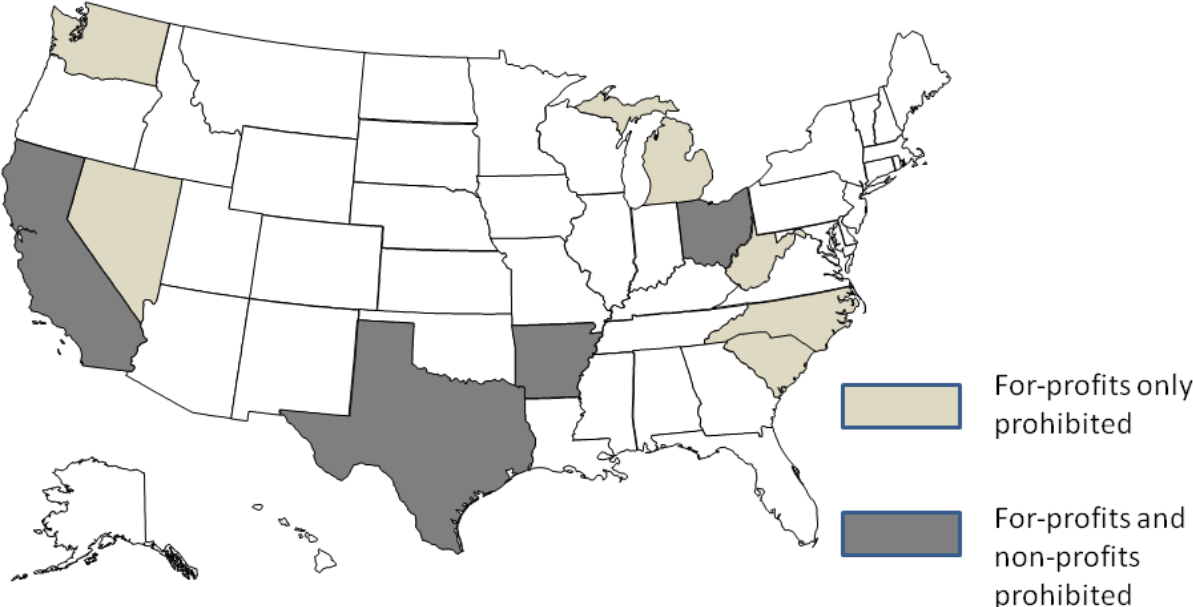 For-profits only
prohibited
For-profits and
non-profits
prohibited